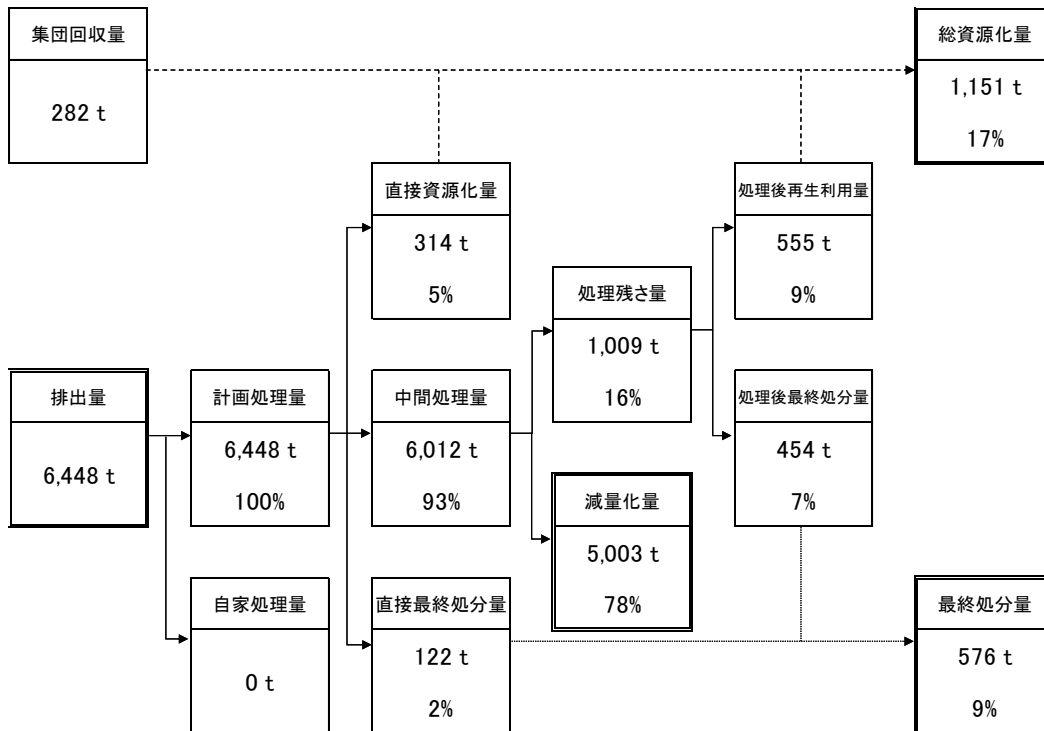 集団回収量
282 t
総資源化量
1,151 t
17%
直接資源化量
314 t
5%
処理後再生利用量
555 t
9%
処理残さ量
1,009 t
16%
排出量
6,448 t
計画処理量
6,448 t
100%
中間処理量
6,012 t
93%
処理後最終処分量
454 t
7%
減量化量
5,003 t
78%
自家処理量
0 t
直接最終処分量
122 t
2%
最終処分量
576 t
9%